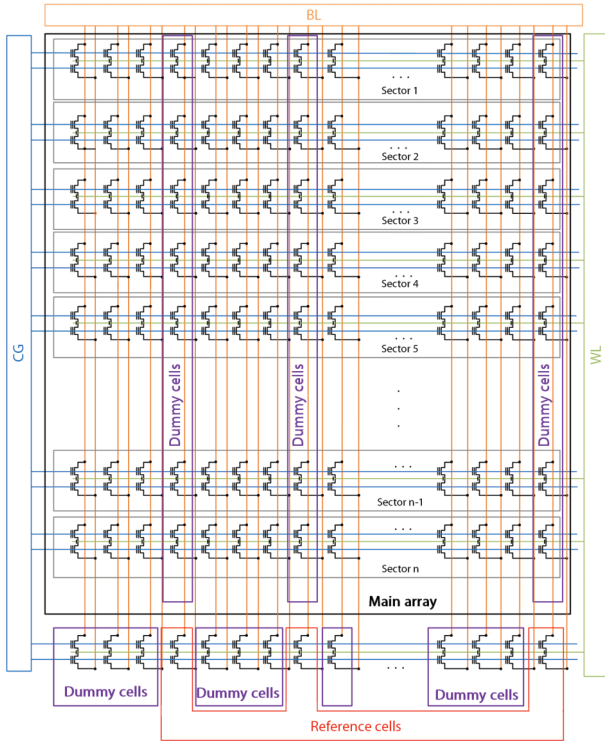 BL
CG
WL
. . .
Sector 1
. . .
Sector 2
. . .
Sector 3
. . .
Sector 4
. . .
Sector 5
Dummy cells
Dummy cells
Dummy cells
. . .
Sector n-1
. . .
Sector n
Main array
. . .
Dummy cells
Dummy cells
Dummy cells
Reference cells